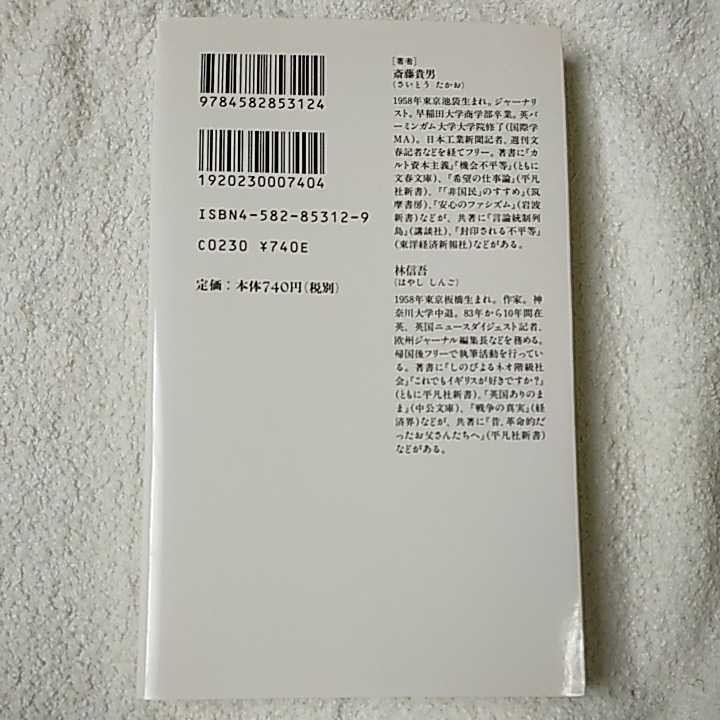 9784582853124
1920230007404
ISBN4-582-85312-9
C0230 ¥740E
定価：本体740円（税別）
［著者］
斎藤貴男
（さいとう たかお）
1958年東京池袋生まれ。ジャーナリ
スト。早稲田大学商学部卒業。英バ
ーミンガム大学大学院修了（国際学
MA）。日本工業新聞記者、週刊文
春記者などを経てフリー。著書に『カ
ルト資本主義』『機会不平等』（ともに
文春文庫）、『希望の仕事論』（平凡
社新書）、『「非国民」のすすめ』（筑
摩書房）、『安心のファシズム』（岩波
新書）などが、共著に『言論統制列
島』（講談社）、『封印される不平等』
（東洋経済新報社）などがある。
林信吾
（はやし しんご）
1958年東京板橋生まれ。作家。神
奈川大学中退。83年から10年間在
英、英国ニュースダイジェスト記者、
欧州ジャーナル編集長などを務める。
帰国後フリーで執筆活動を行ってい
る。著書に『しのびよるネオ階級社
会』『これでもイギリスが好きですか？』
（ともに平凡社新書）、『英国ありのま
ま』（中公文庫）、『戦争の真実』（経
済界）などが、共著に『昔、革命的だ
ったお父さんたちへ』（平凡社新書）
などがある。